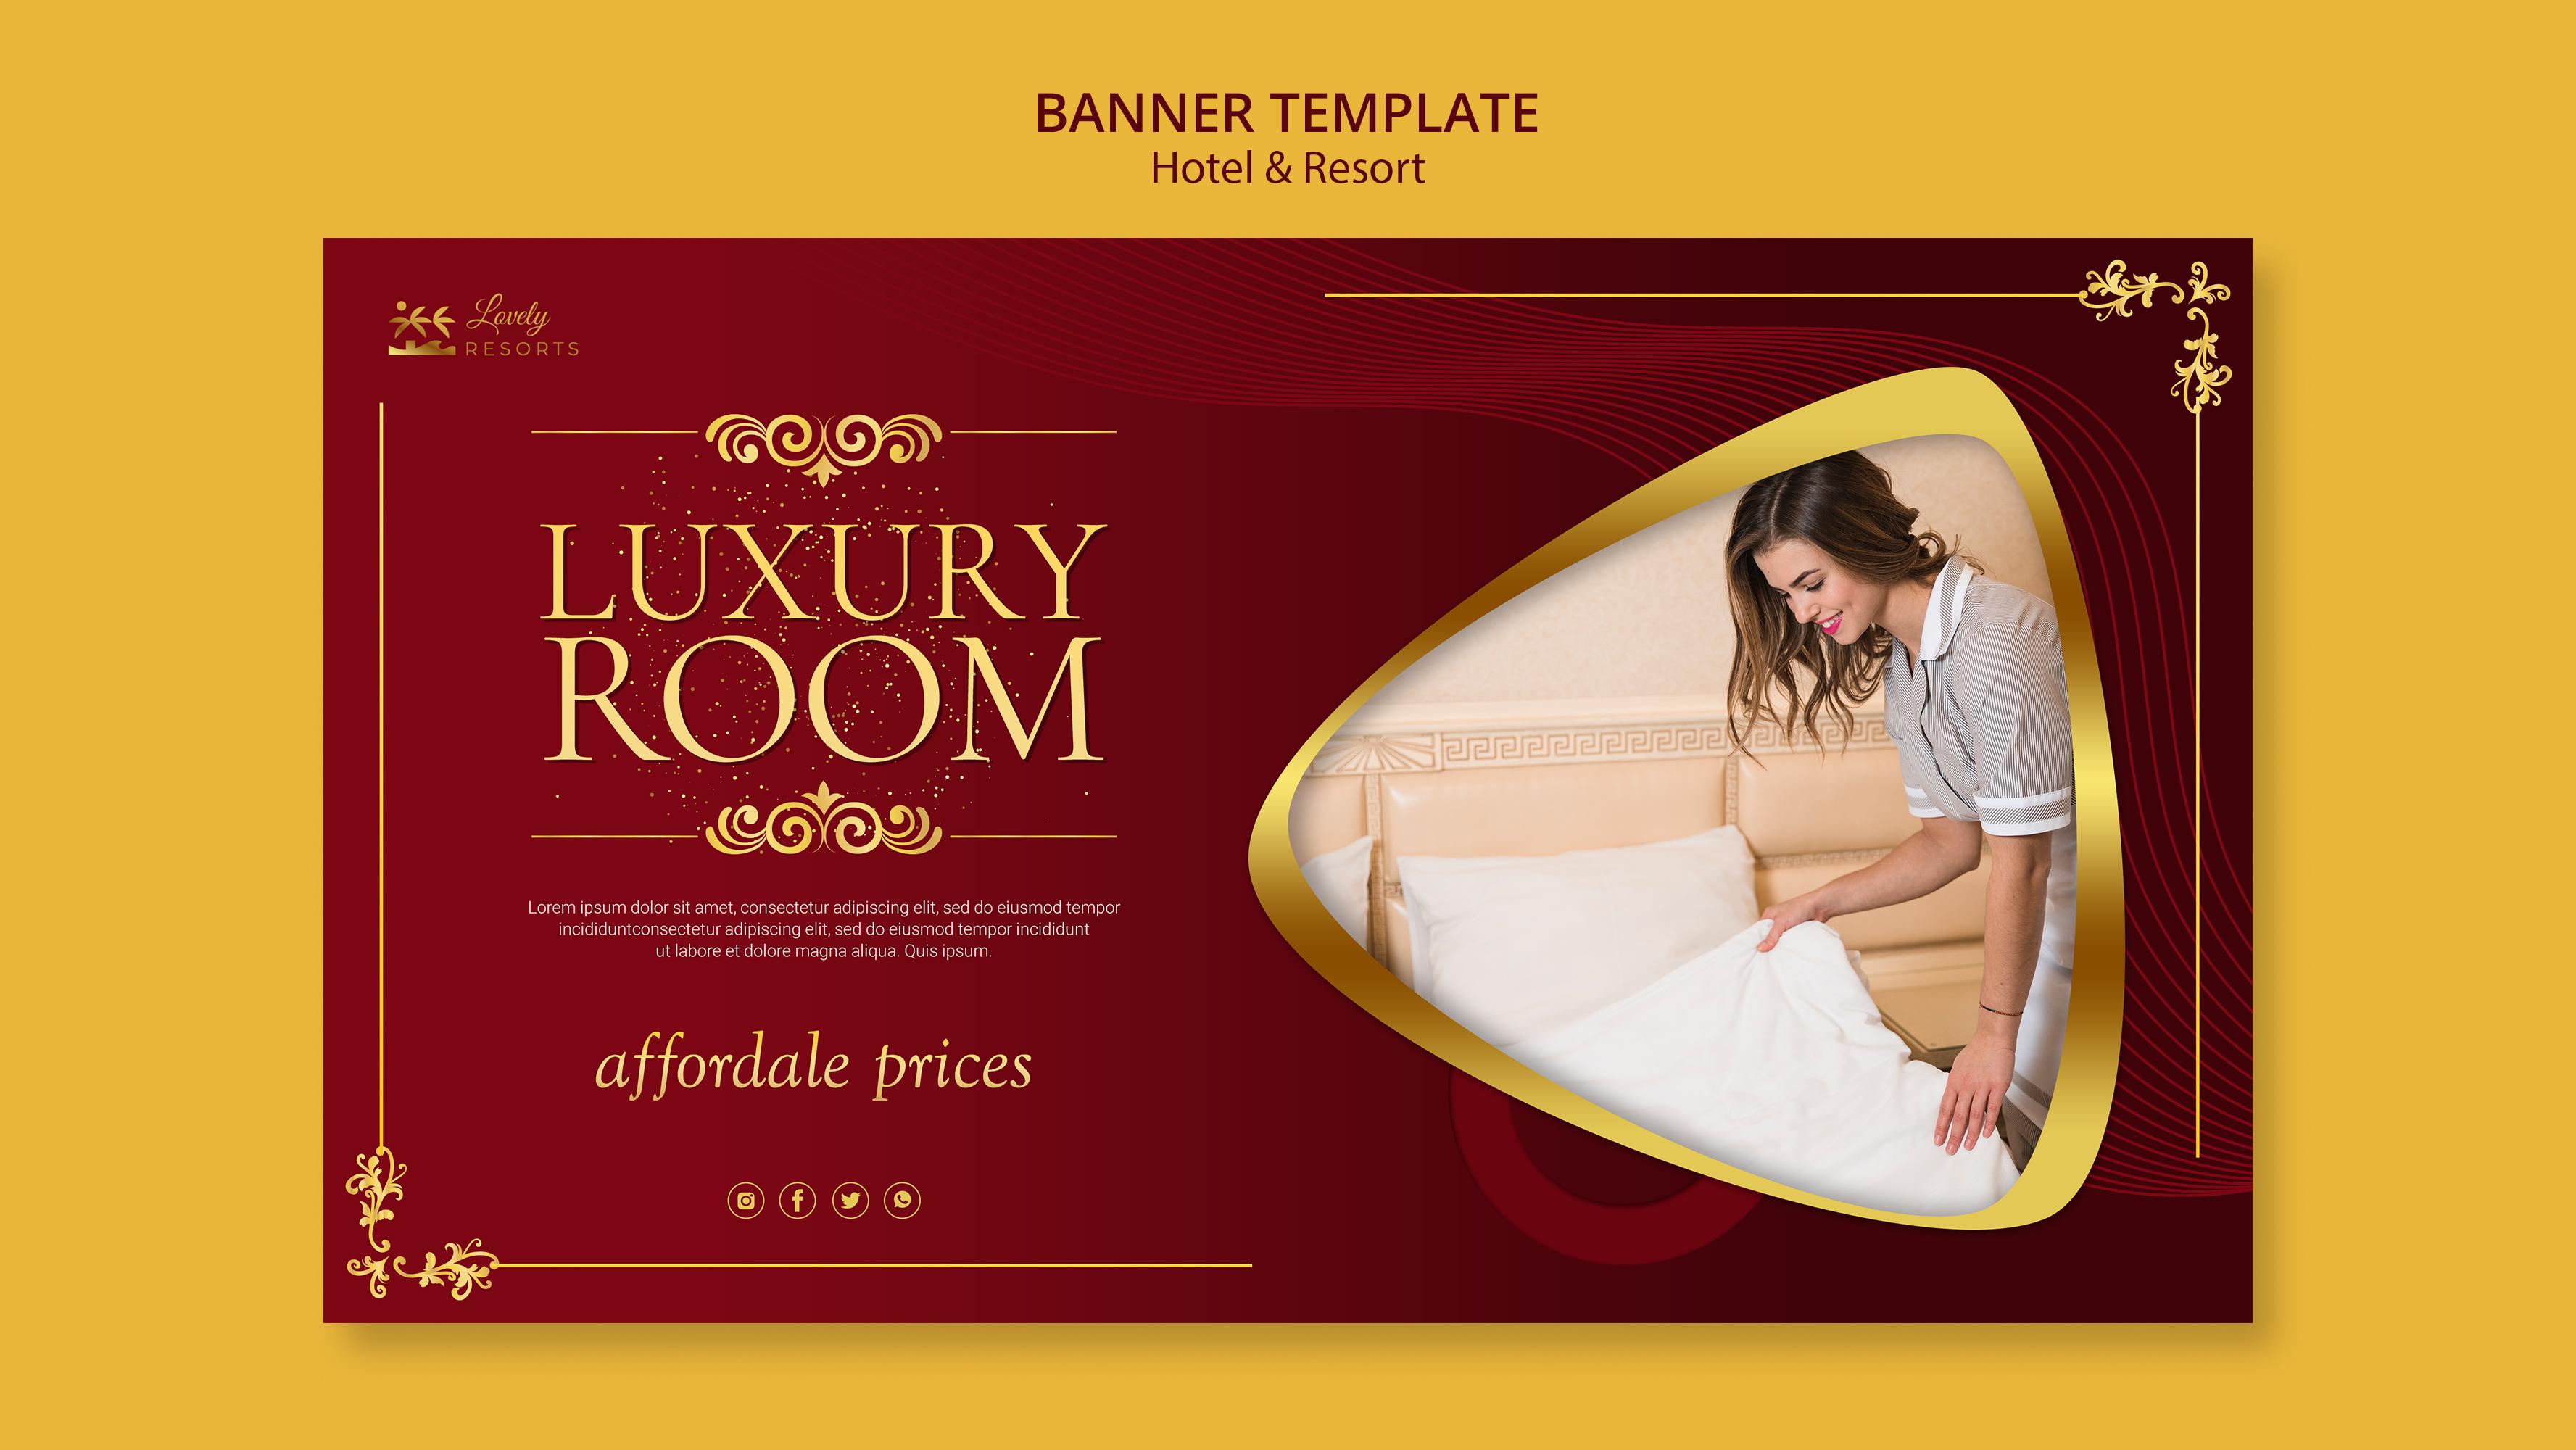 BANNER TEMPLATE
Hotel & Resort
Lovely
RESORTS
LUXURY
ROOM
Lorem ipsum dolor sit amet, consectetur adipiscing elit, sed do eiusmod tempor
incididuntconsectetur adipiscing elit, sed do eiusmod tempor incididunt
ut labore et dolore magna aliqua. Quis ipsum.
affordale prices